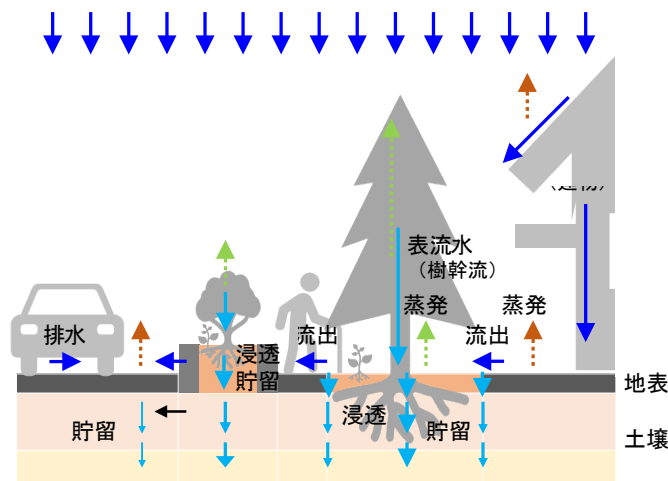 表流水
（樹幹流）
蒸発
蒸発
排水
流出
流出
浸透
貯留
地表
浸透
貯留
貯留
土壌